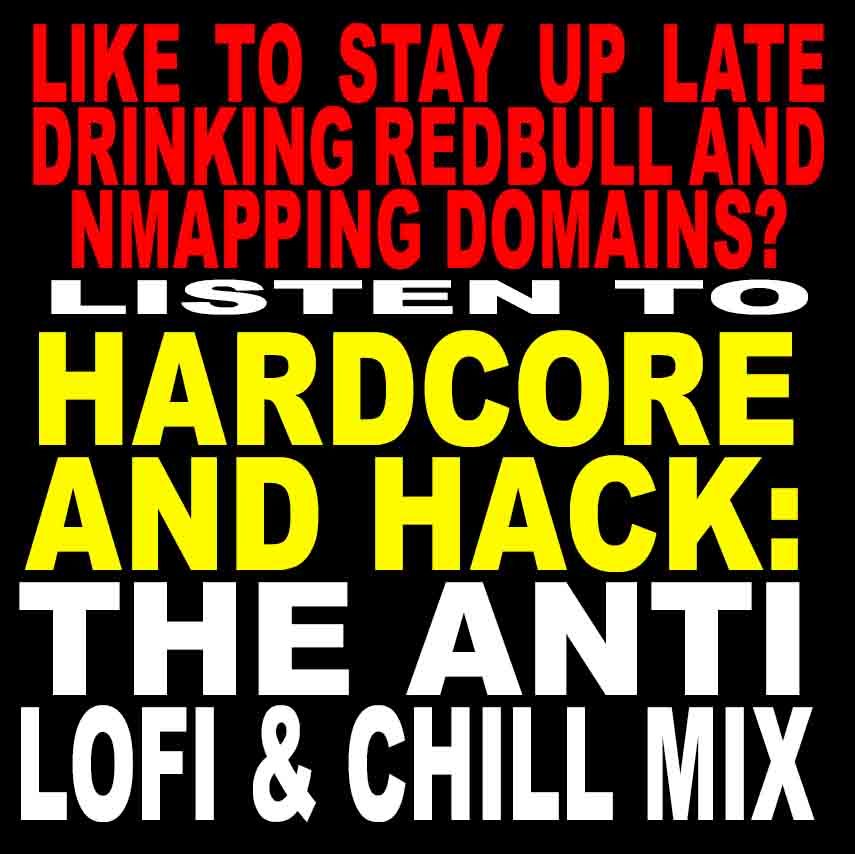 LIKE TO STAY UP LATE
DRINKING REDBULL AND
NMAPPING DOMAINS?
LISTEN TO
HARDCORE
AND HACK:
THE ANTI
LOFI & CHILL MIX